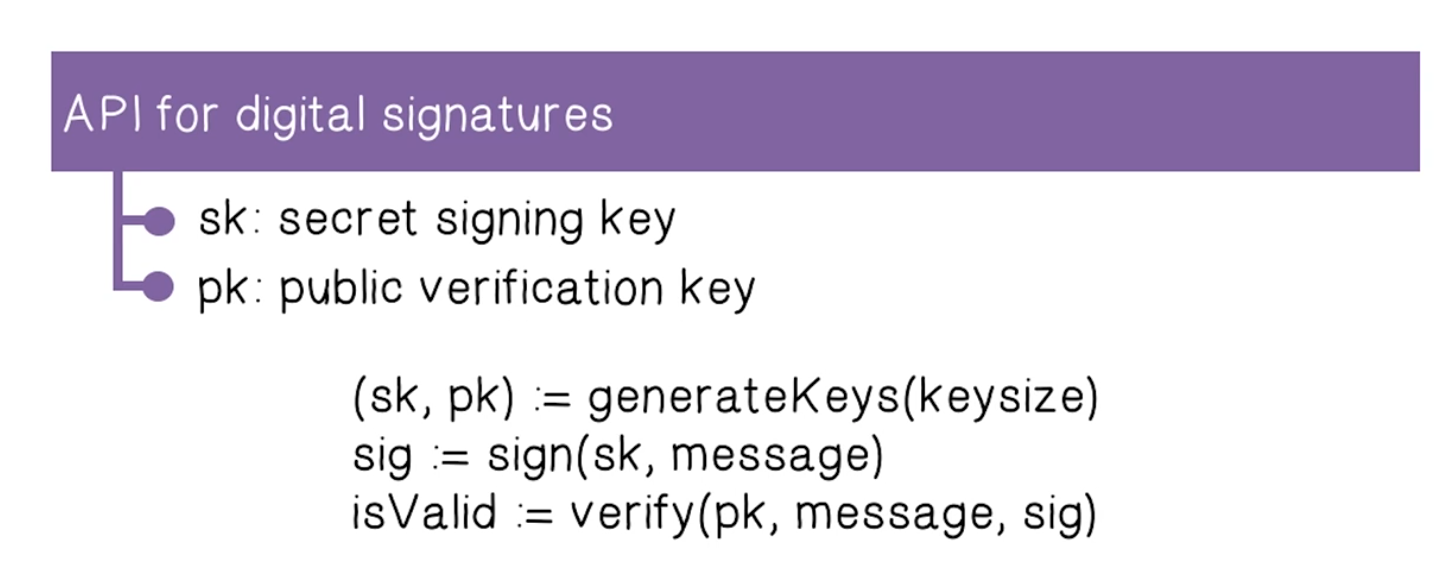 API for digital signatures
sk: secret signing key
pk: public verification key
(sk, pk) := generateKeys(keysize)
sig := sign(sk, message)
isValid := verify(pk, message, sig)